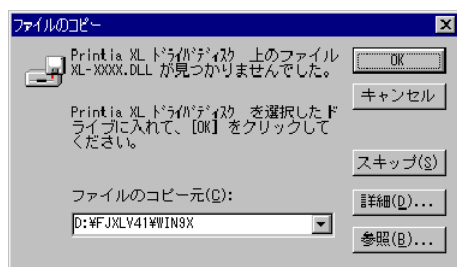 ファイルのコピー
Printia XL ﾄﾞﾗｲﾊﾞﾃﾞｨｽｸ 上のファイル
XL-XXXX.DLL が見つかりませんでした。
Printia XL ﾄﾞﾗｲﾊﾞﾃﾞｨｽｸ を選択したド
ライブに入れて、[OK] をクリックして
ください。
ファイルのコピー元(C):
D:¥FJXLV41¥WIN9X
OK
キャンセル
スキップ(S)
詳細(D)...
参照(B)...